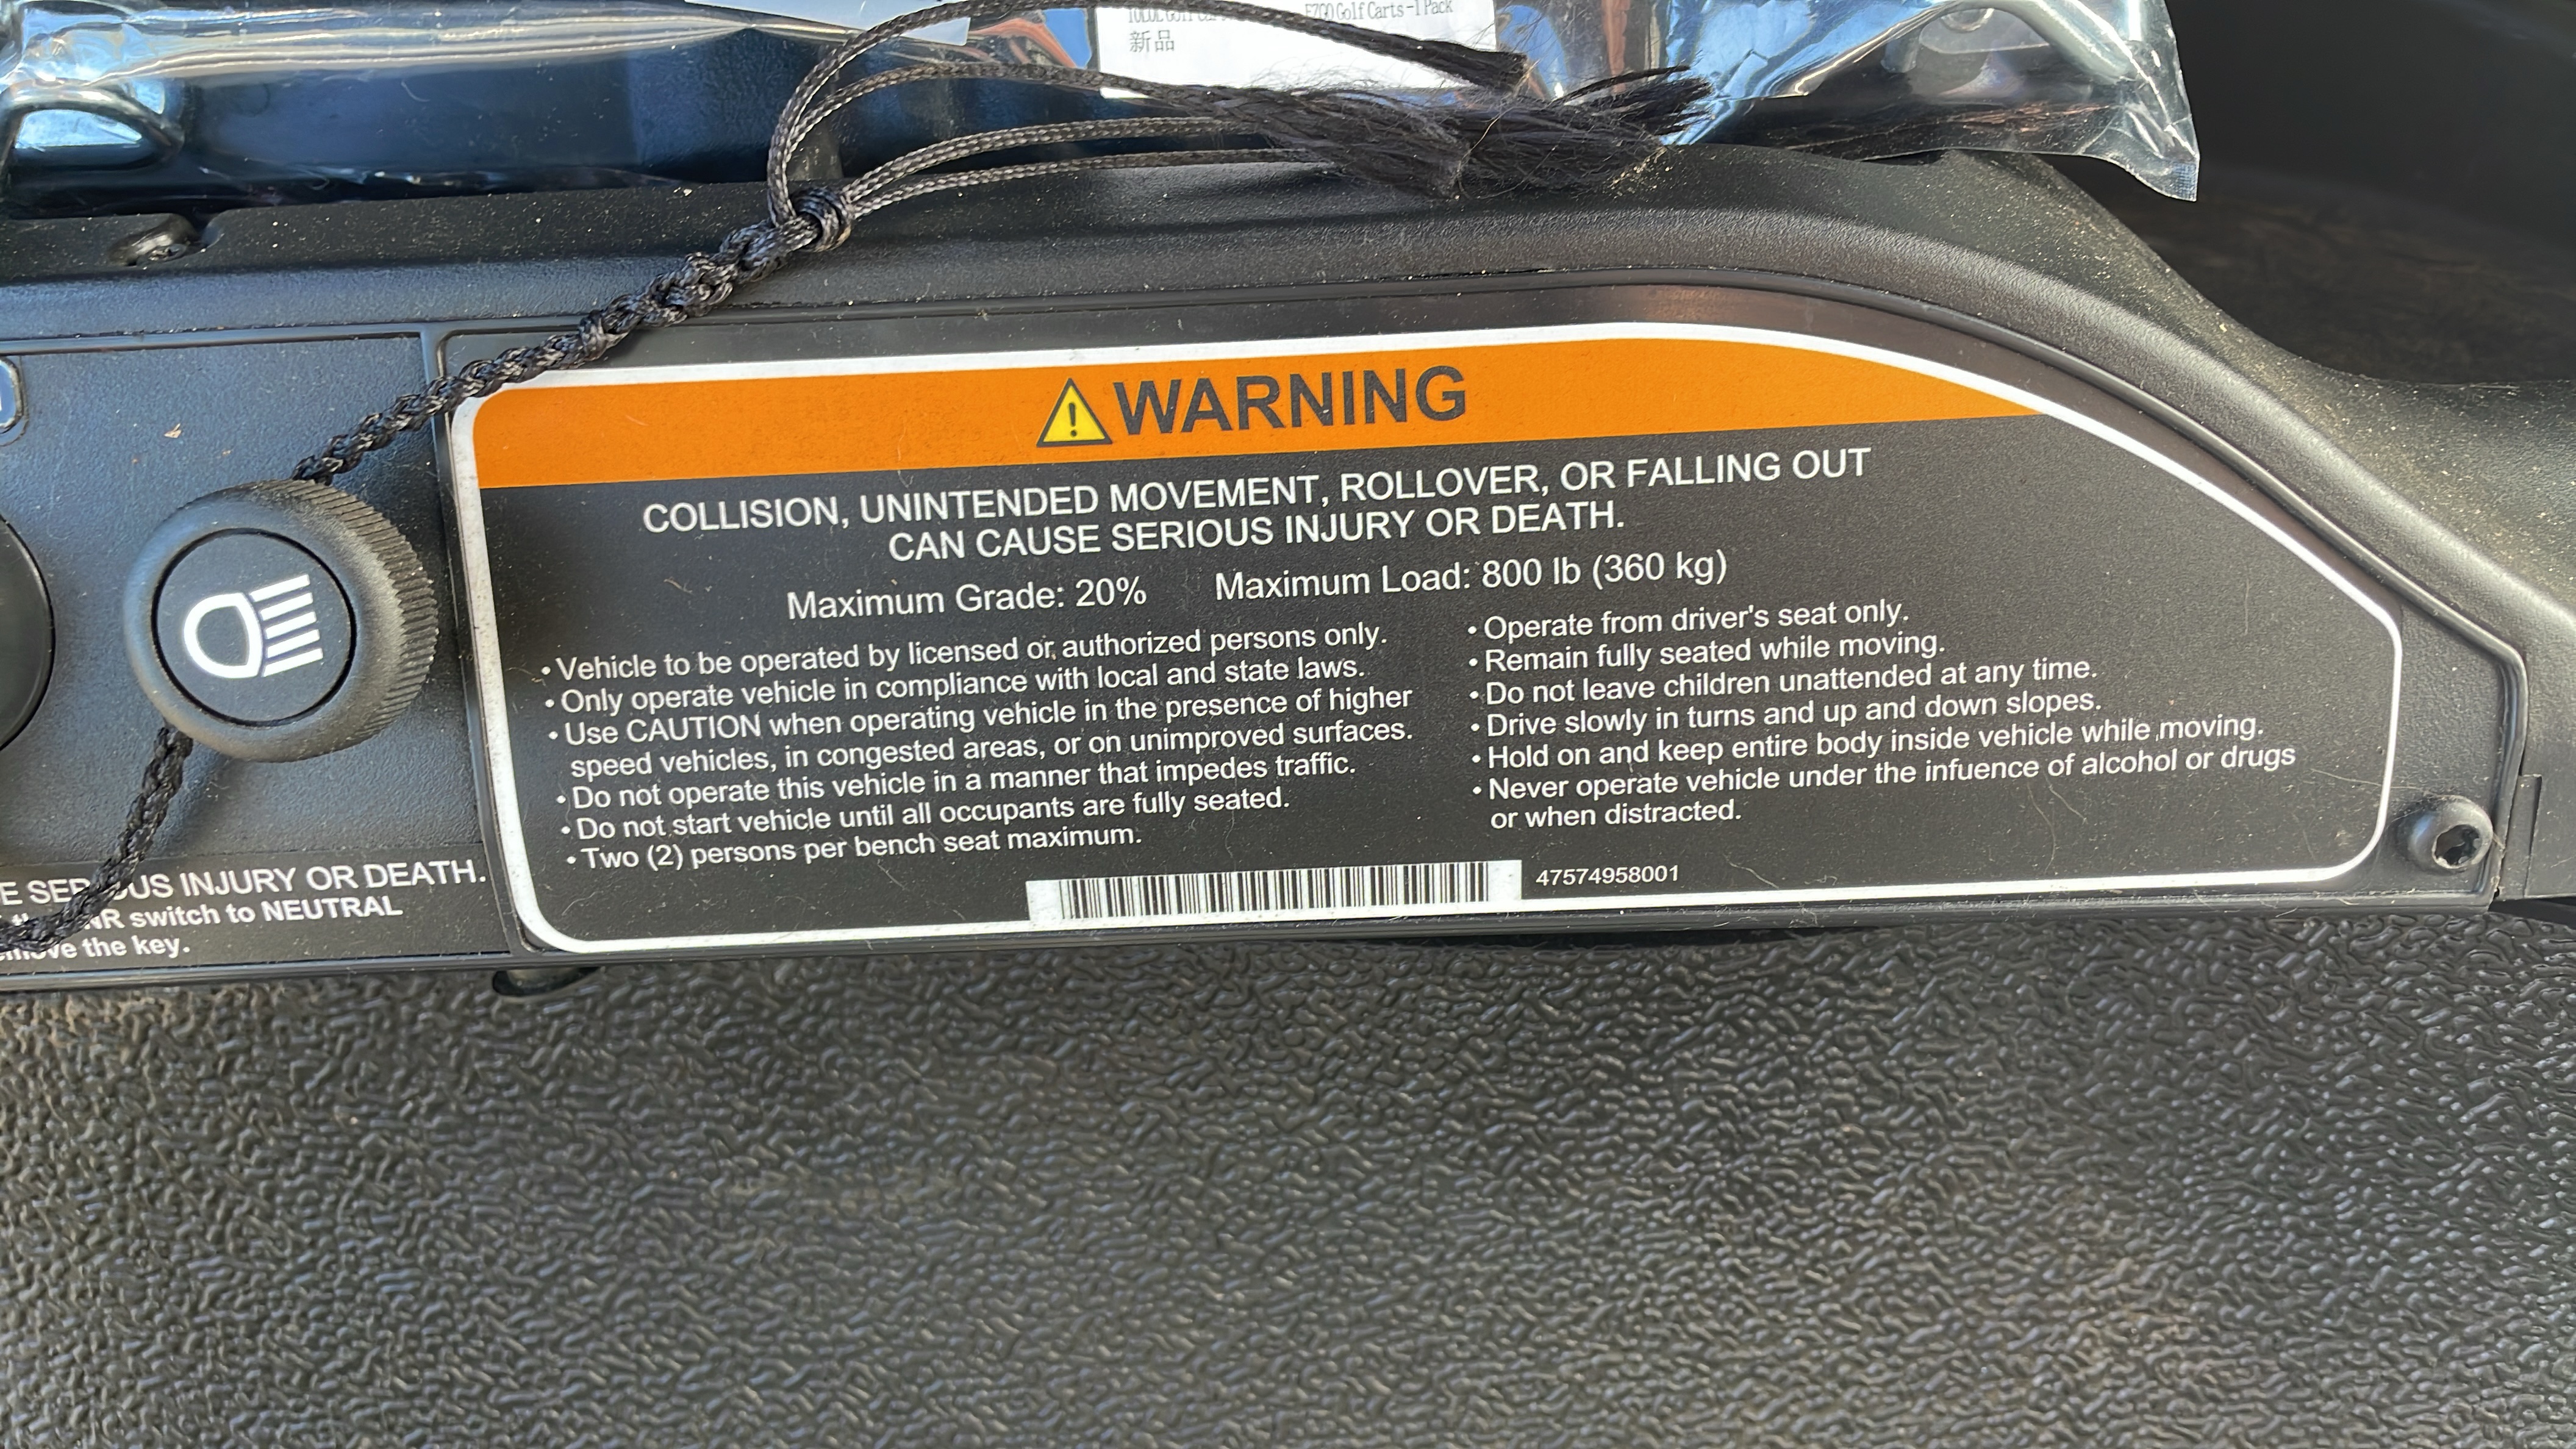 EZGO Golf Carts-1 Pack
新品
WARNING
COLLISION, UNINTENDED MOVEMENT, ROLLOVER, OR FALLING OUT
CAN CAUSE SERIOUS INJURY OR DEATH.
Maximum Grade: 20% Maximum Load: 800 lb (360 kg)
• Vehicle to be operated by licensed or authorized persons only.
• Only operate vehicle in compliance with local and state laws.
• Use CAUTION when operating vehicle in the presence of higher
speed vehicles, in congested areas, or on unimproved surfaces.
• Do not operate this vehicle in a manner that impedes traffic.
• Do not start vehicle until all occupants are fully seated.
• Two (2) persons per bench seat maximum.
• Operate from driver's seat only.
• Remain fully seated while moving.
• Do not leave children unattended at any time.
• Drive slowly in turns and up and down slopes.
• Hold on and keep entire body inside vehicle while moving.
• Never operate vehicle under the infuence of alcohol or drugs
or when distracted.
47574958001
INJURY OR DEATH.
switch to NEUTRAL
the key.